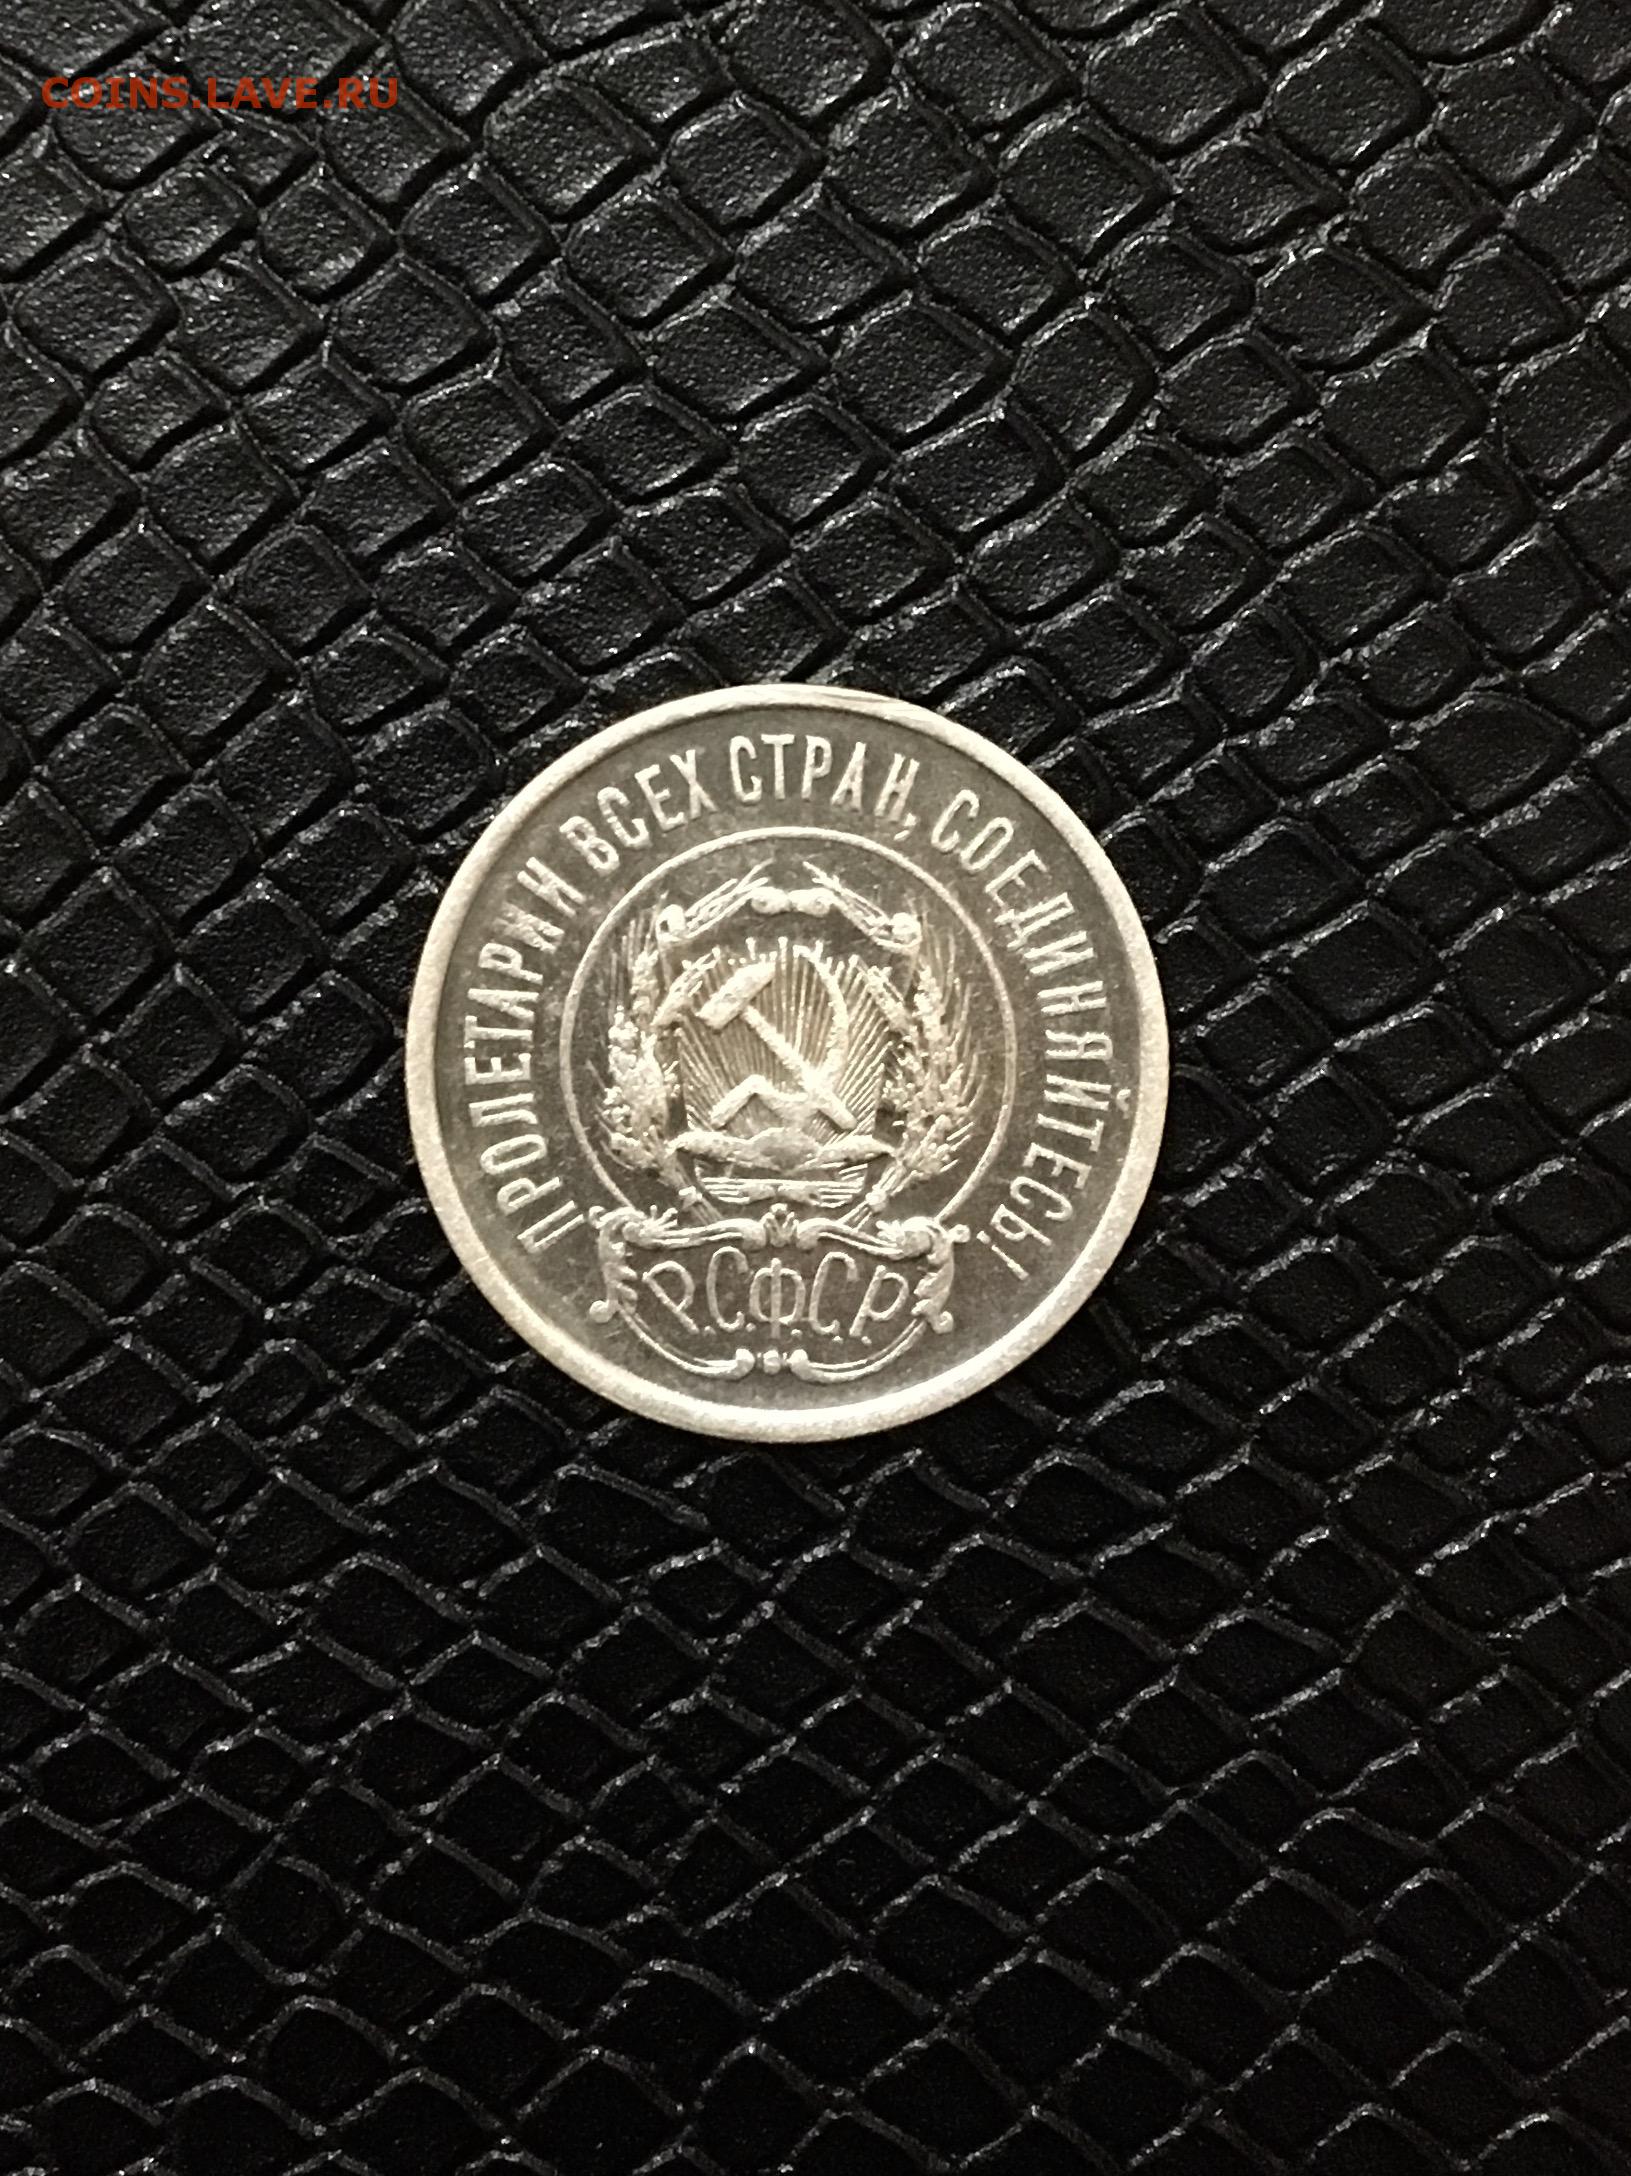 COINS.LAVE.RU
ПРОЛЕТАРИИ ВСЕХ СТРАН, СОЕДИНЯЙТЕСЬ!
Р.С.Ф.С.Р.